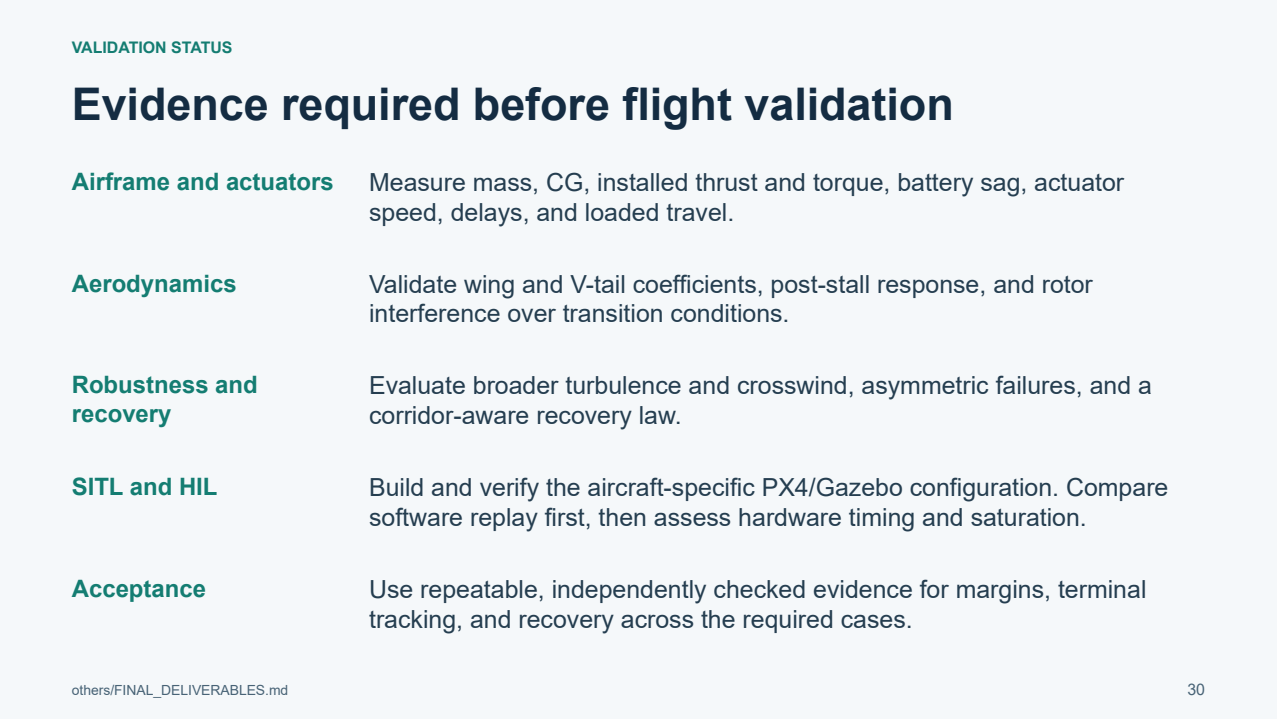 VALIDATION STATUS
Evidence required before flight validation
Airframe and actuators
Measure mass, CG, installed thrust and torque, battery sag, actuator
speed, delays, and loaded travel.
Aerodynamics
Validate wing and V-tail coefficients, post-stall response, and rotor
interference over transition conditions.
Robustness and
recovery
Evaluate broader turbulence and crosswind, asymmetric failures, and a
corridor-aware recovery law.
SITL and HIL
Build and verify the aircraft-specific PX4/Gazebo configuration. Compare
software replay first, then assess hardware timing and saturation.
Acceptance
Use repeatable, independently checked evidence for margins, terminal
tracking, and recovery across the required cases.
others/FINAL_DELIVERABLES.md
30